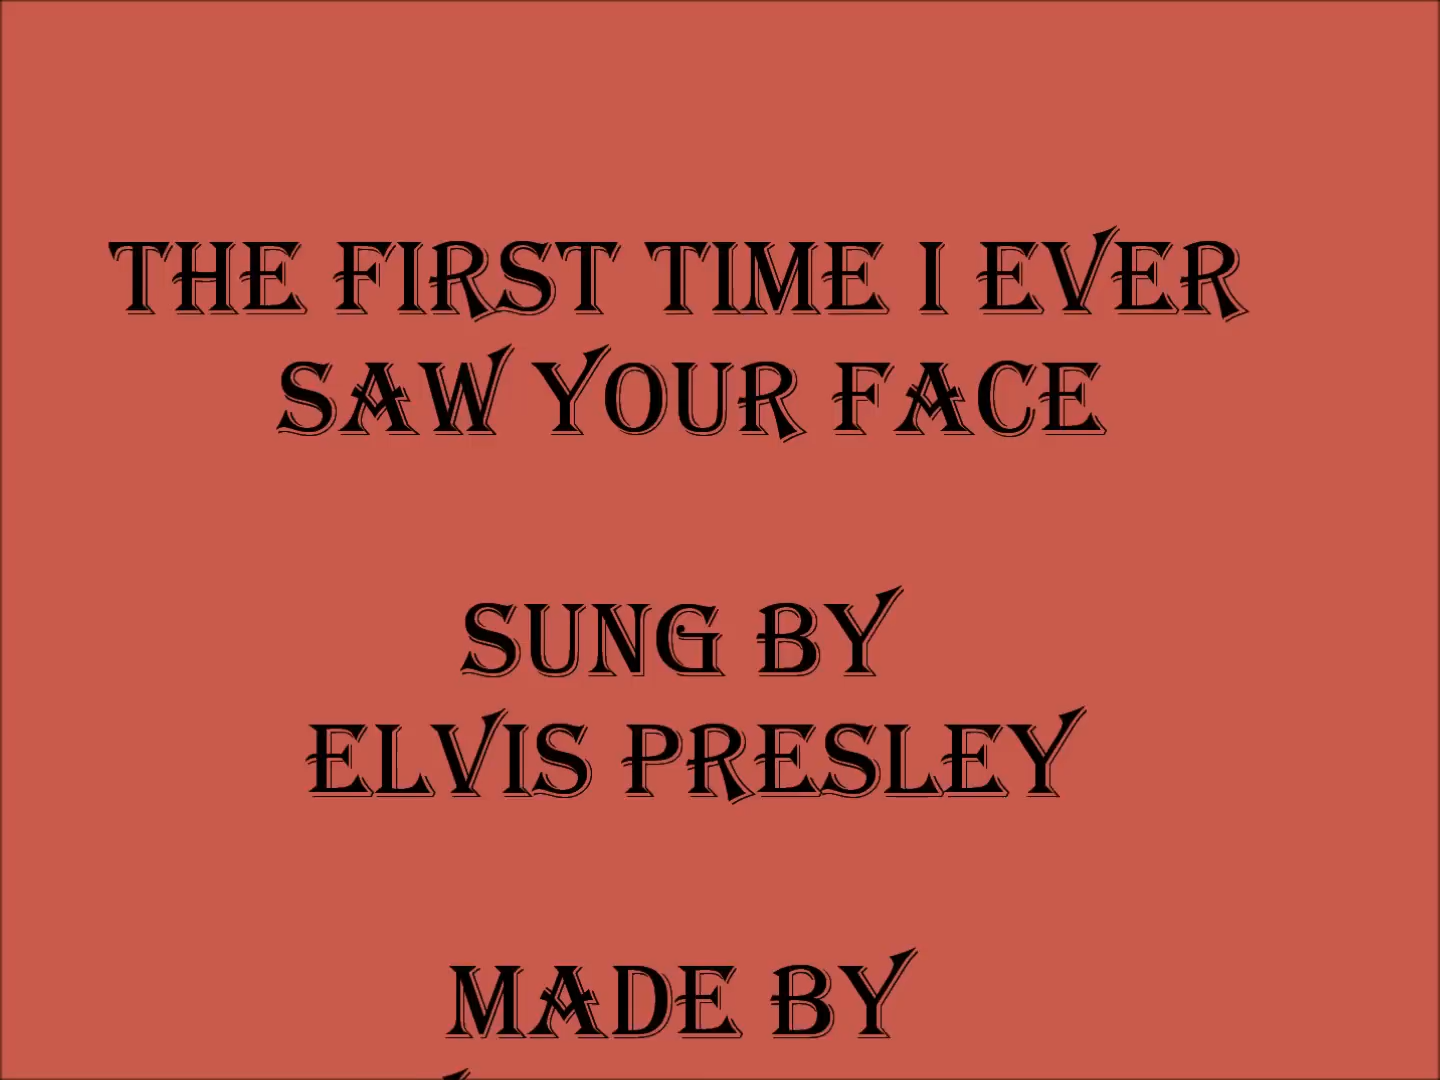 THE FIRST TIME I EVER
SAW YOUR FACE
SUNG BY
ELVIS PRESLEY
MADE BY